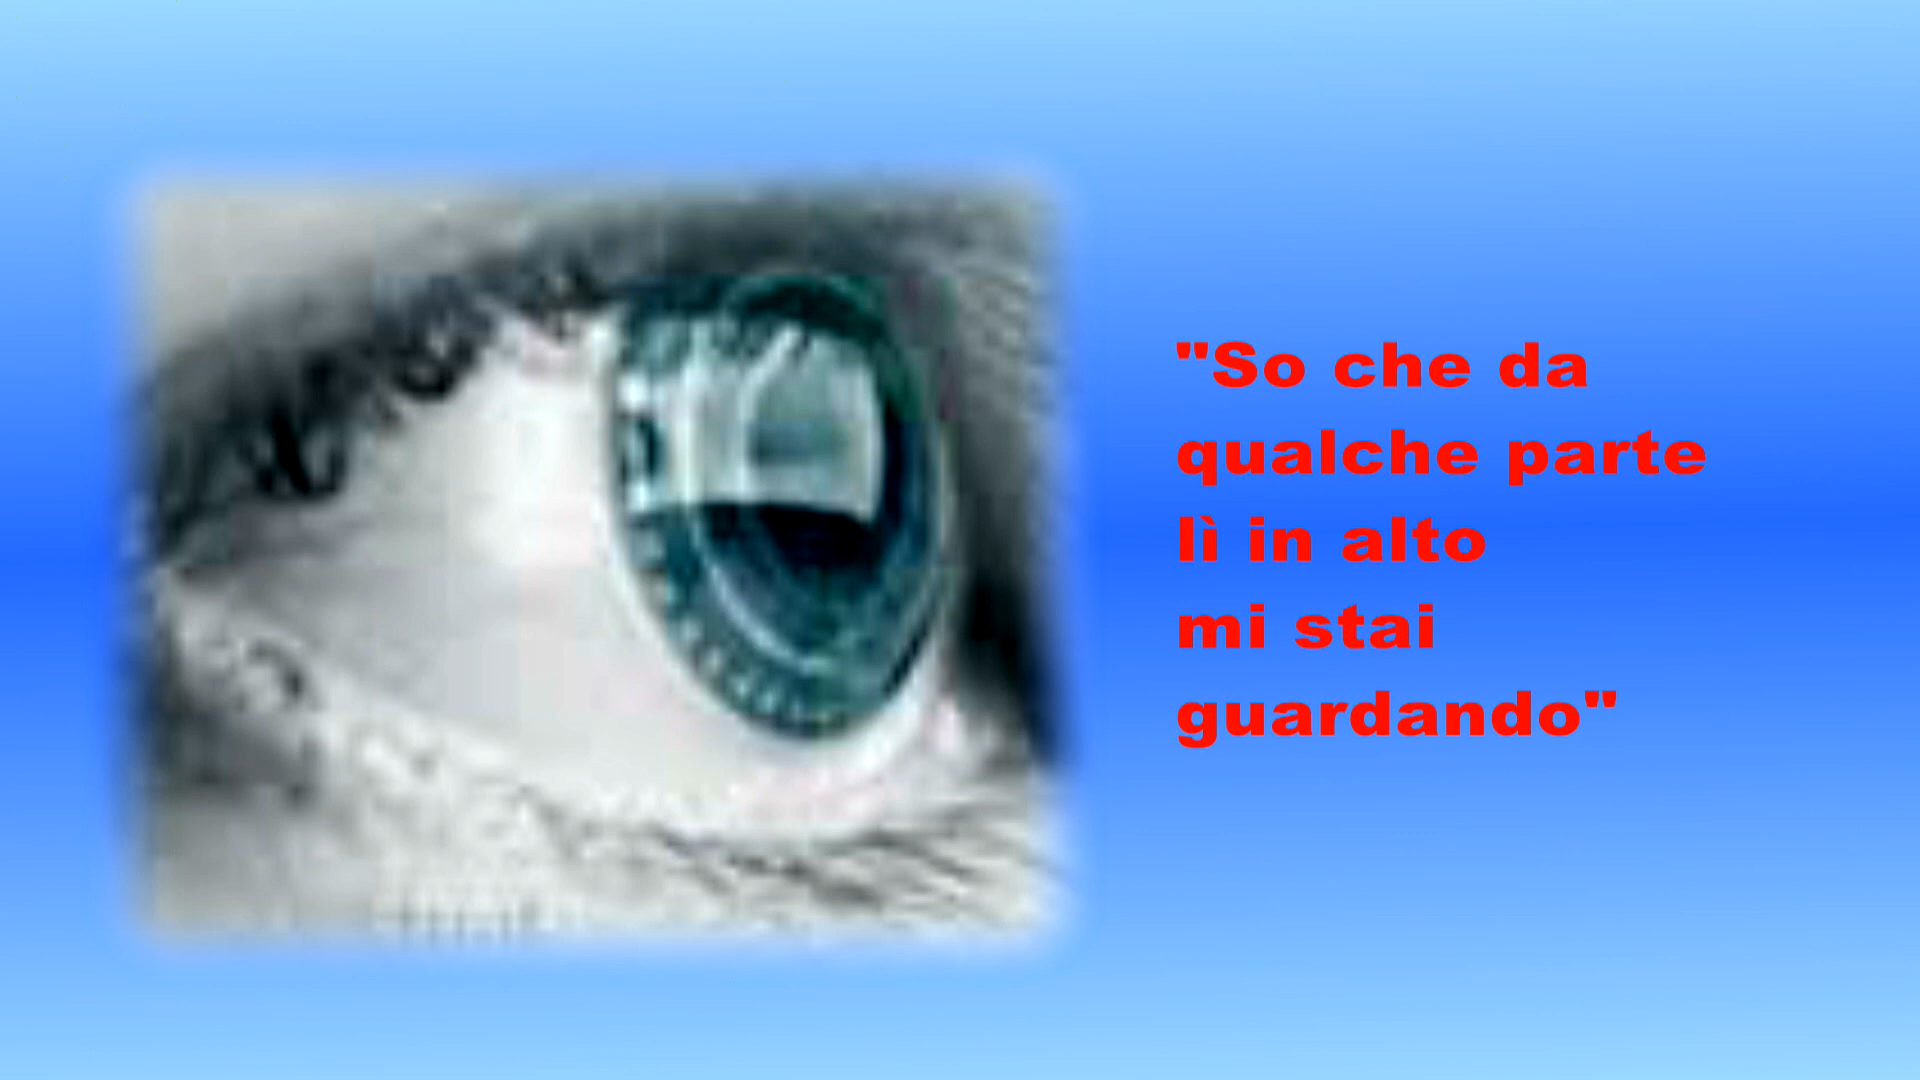 "So che da
qualche parte
lì in alto
mi stai
guardando"